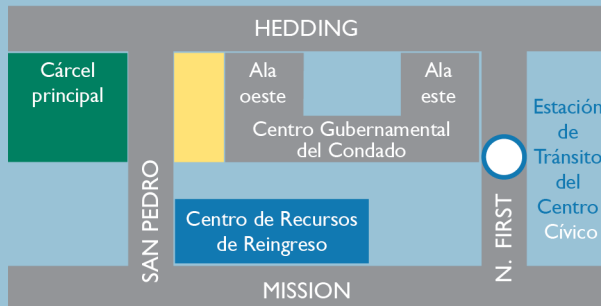 HEDDING
Cárcel
principal
Ala
oeste
Ala
este
Centro Gubernamental
del Condado
Estación
de
Tránsito
del
Centro
Cívico
SAN PEDRO
Centro de Recursos
de Reingreso
N. FIRST
MISSION